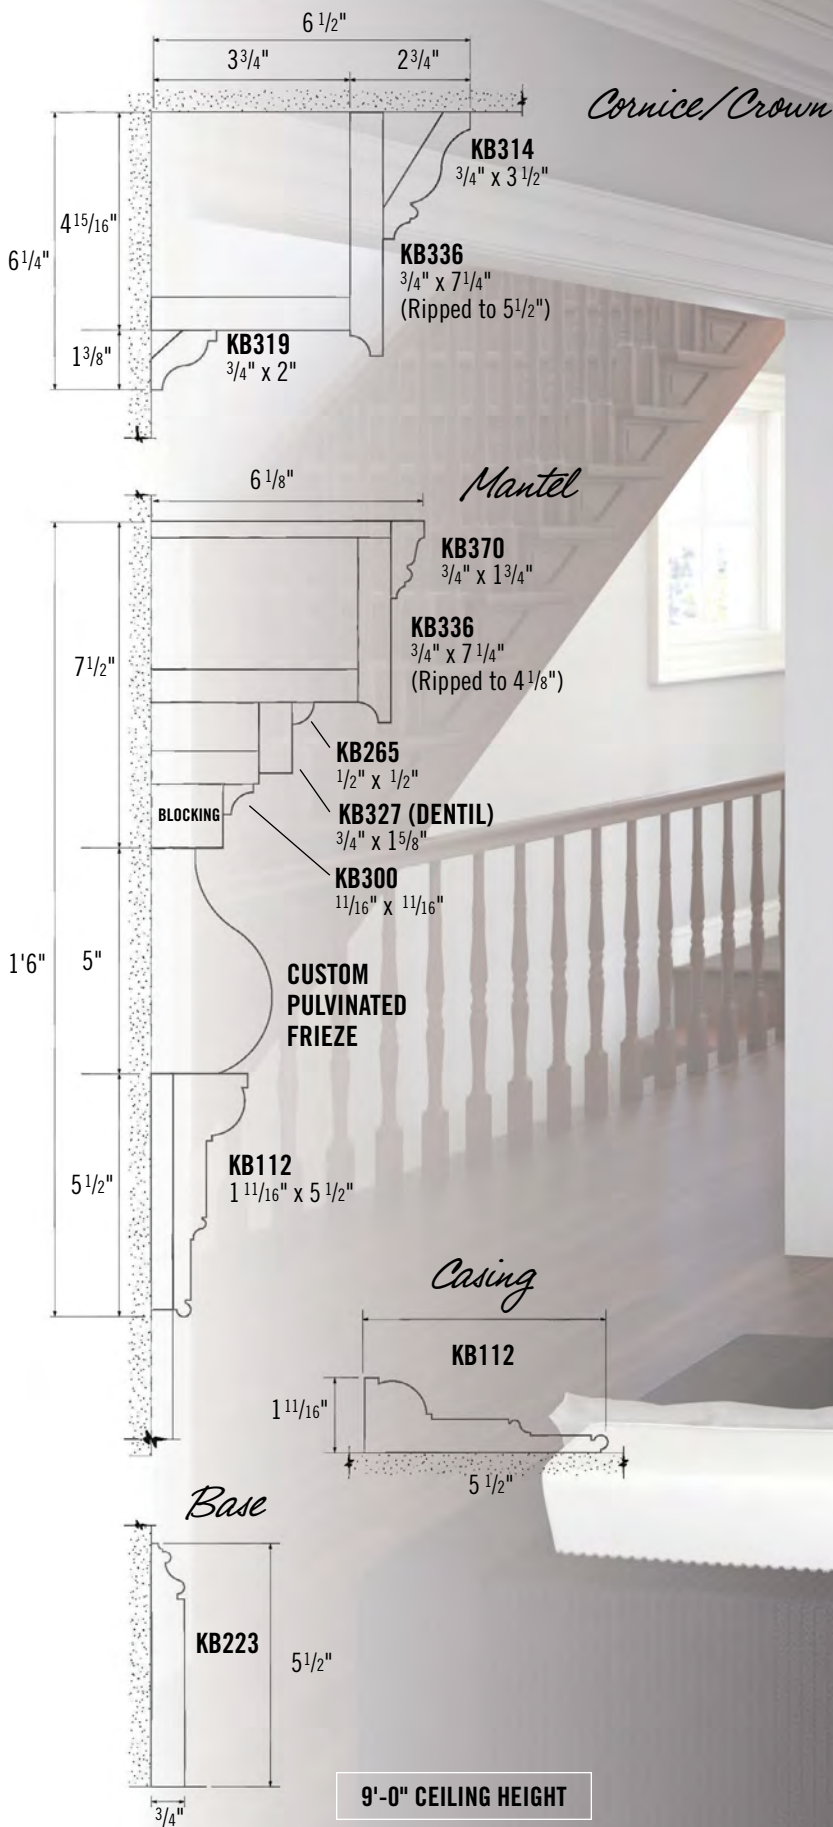 6 1/2"
3 3/4"
2 3/4"
Cornice/Crown
KB314
3/4" x 3 1/2"
4 15/16"
6 1/4"
KB336
3/4" x 7 1/4"
(Ripped to 5 1/2")
1 3/8"
KB319
3/4" x 2"
6 1/8"
Mantel
KB370
3/4" x 1 3/4"
KB336
3/4" x 7 1/4"
(Ripped to 4 1/8")
7 1/2"
KB265
1/2" x 1/2"
BLOCKING
KB327 (DENTIL)
3/4" x 1 5/8"
KB300
11/16" x 11/16"
1'6"
5"
CUSTOM
PULVINATED
FRIEZE
KB112
1 11/16" x 5 1/2"
5 1/2"
Casing
KB112
1 11/16"
5 1/2"
Base
KB223
5 1/2"
3/4"
9'-0" CEILING HEIGHT